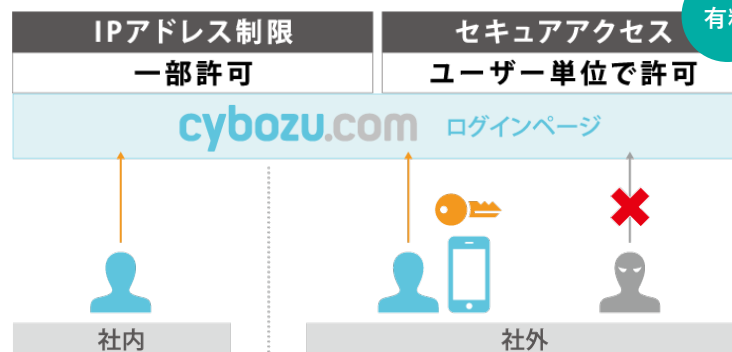 IPアドレス制限
セキュアアクセス
一部許可
ユーザー単位で許可
cybozu.com ログインページ
社内
社外